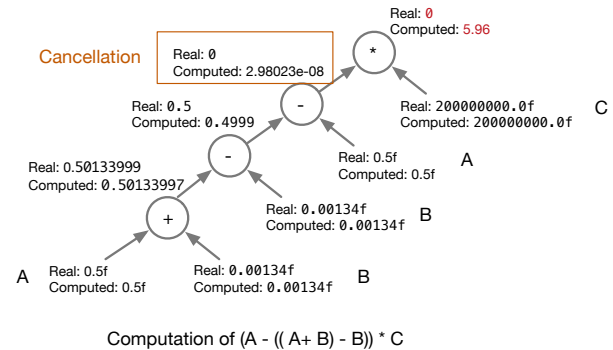 Real: 0
Computed: 5.96
*
Cancellation
Real: 0
Computed: 2.98023e-08
-
Real: 0.5
Computed: 0.4999
Real: 200000000.0f
Computed: 200000000.0f
C
-
Real: 0.5f
Computed: 0.5f
A
Real: 0.50133999
Computed: 0.50133997
+
Real: 0.00134f
Computed: 0.00134f
B
A
Real: 0.5f
Computed: 0.5f
Real: 0.00134f
Computed: 0.00134f
B
Computation of (A - (( A+ B) - B)) * C